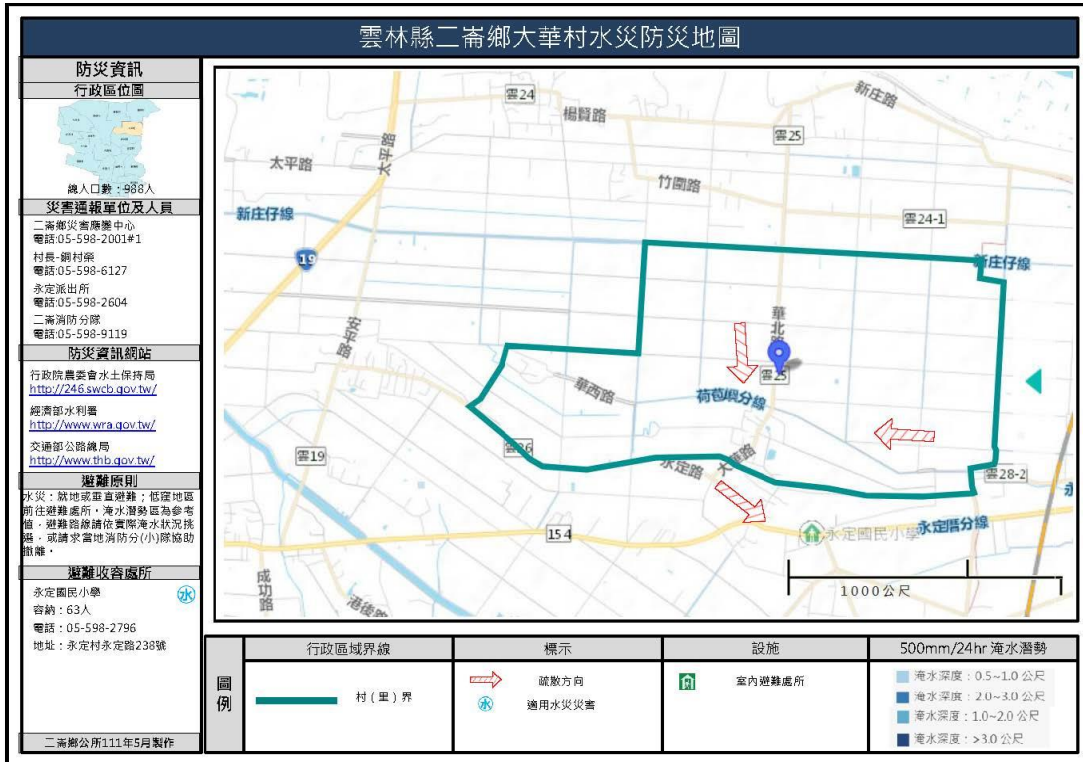 雲林縣二崙鄉大華村水災防災地圖
防災資訊
行政區位圖
總人口數：988人
災害通報單位及人員
二崙鄉災害應變中心
電話:05-598-2001#1
村長-鍾村榮
電話:05-598-6127
永定派出所
電話:05-598-2604
二崙消防分隊
電話:05-598-9119
防災資訊網站
行政院農委會水土保持局
http://246.swcb.gov.tw/
經濟部水利署
http://www.wra.gov.tw/
交通部公路總局
http://www.thb.gov.tw/
避難原則
水災：就地或垂直避難；低窪地區
前往避難處所，淹水潛勢區為參考
值，避難路線請依實際淹水狀況挑
選，或請求當地消防分(小)隊協助
撤離。
避難收容處所
永定國民小學
水
容納：63人
電話：05-598-2796
地址：永定村永定路238號
二崙鄉公所111年5月製作
雲24
楊賢路
新庄路
雲25
太平路
太平路
竹圍路
雲24-1
新庄仔線
新庄仔線
19
安平路
華北路
雲25
荷苞嶼分線
華西路
雲26
雲19
永定路
大華路
雲28-2
154
永定國民小學
永定厝分線
永
成功路
港後路
1000公尺
圖例
行政區域界線
標示
設施
500mm/24hr 淹水潛勢
村（里）界
疏散方向
水
適用水災災害
室內避難處所
淹水深度：0.5~1.0 公尺
淹水深度：2.0~3.0 公尺
淹水深度：1.0~2.0 公尺
淹水深度：>3.0 公尺